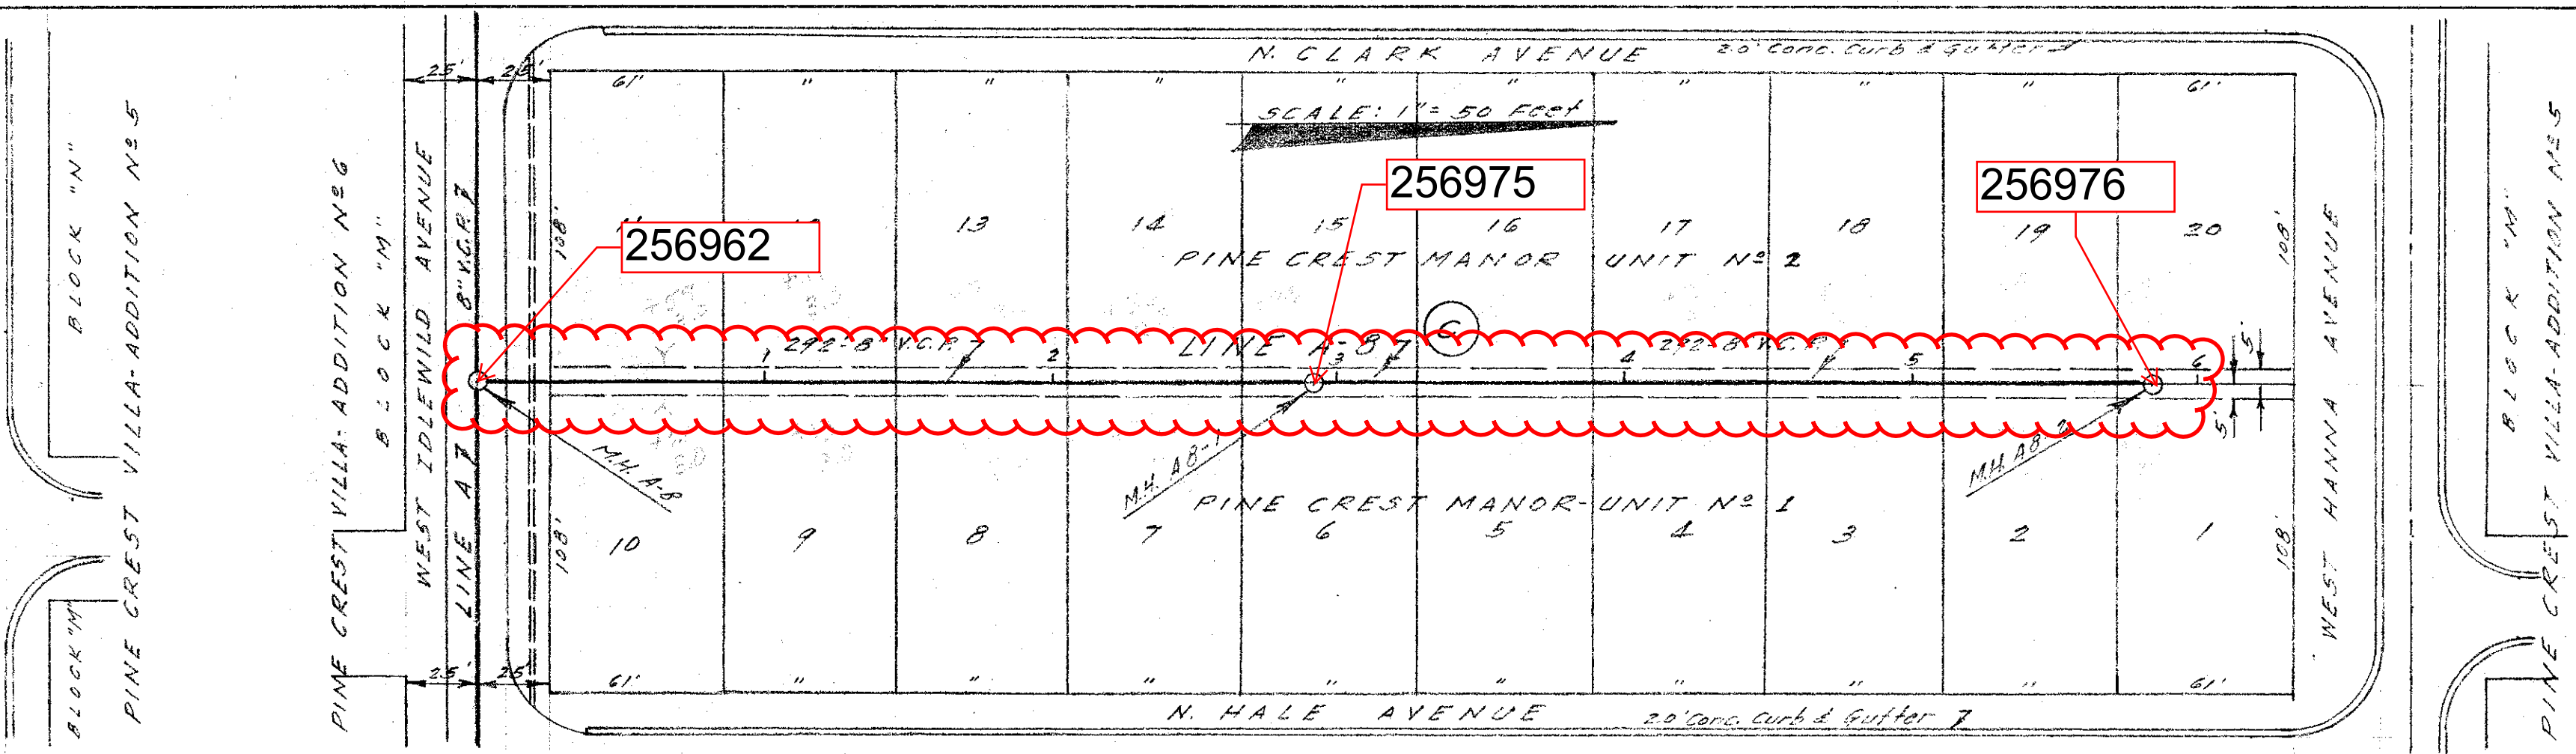 N. CLARK AVENUE
2.0' Conc. Curb & Gutter
25' 25'
61' " " " " " " " " 61'
SCALE: 1" = 50 Feet
BLOCK "N"
PINE CREST VILLA-ADDITION Nº 5
PINE CREST VILLA-ADDITION Nº 6
BLOCK "M"
WEST IDLEWILD AVENUE
8" V.C.P.
LINE A
108'
256962
256975
256976
13 14 15 16 17 18 19 20
108'
PINE CREST MANOR UNIT Nº 2
C
292'-8" V.C.P.
LINE A-8
292'-8" V.C.P.
1 2 3 4 5 6
5'
5'
M.H. A-8
M.H. A8-1
M.H. A8-2
PINE CREST MANOR-UNIT Nº 1
10 9 8 7 6 5 4 3 2 1
108'
108'
WEST HANNA AVENUE
BLOCK "M"
PINE CREST VILLA-ADDITION Nº 5
BLOCK "M"
PINE CREST
25' 25'
61' " " " " " " " " 61'
N. HALE AVENUE
2.0' Conc. Curb & Gutter